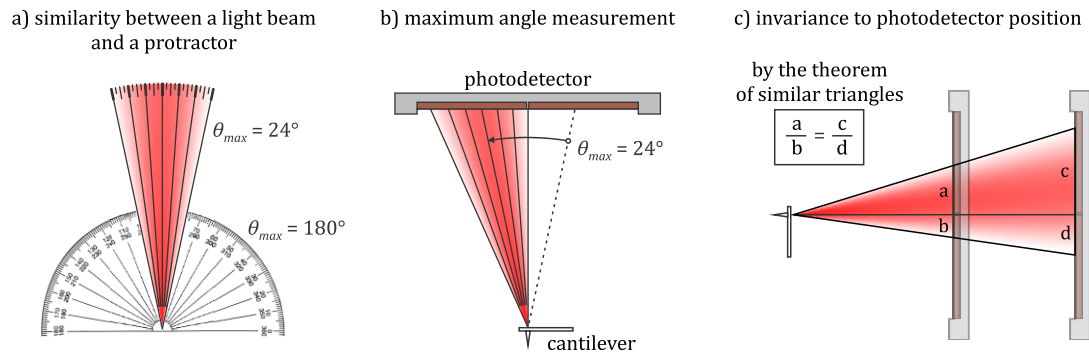 a) similarity between a light beam
and a protractor
θmax = 24°
θmax = 180°
b) maximum angle measurement
photodetector
θmax = 24°
cantilever
c) invariance to photodetector position
by the theorem
of similar triangles
a/b = c/d
a
b
c
d